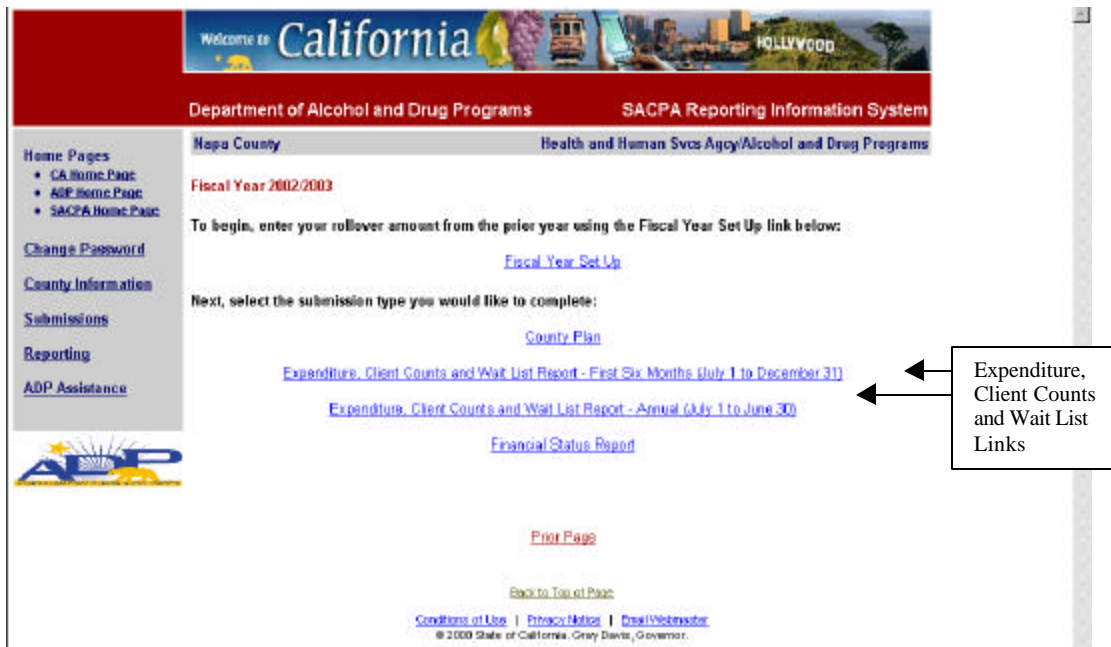 Welcome to California
HOLLYWOOD
Department of Alcohol and Drug Programs SACPA Reporting Information System
Napa County Health and Human Svcs Agcy/Alcohol and Drug Programs
Home Pages
• CA Home Page
• ADP Home Page
• SACPA Home Page
Change Password
County Information
Submissions
Reporting
ADP Assistance
ADP
Fiscal Year 2002/2003
To begin, enter your rollover amount from the prior year using the Fiscal Year Set Up link below:
Fiscal Year Set Up
Next, select the submission type you would like to complete:
County Plan
Expenditure, Client Counts and Wait List Report - First Six Months (July 1 to December 31)
Expenditure, Client Counts and Wait List Report - Annual (July 1 to June 30)
Financial Status Report
Expenditure,
Client Counts
and Wait List
Links
Prior Page
Back to Top of Page
Conditions of Use | Privacy Notice | Email Webmaster
© 2000 State of California. Gray Davis, Governor.